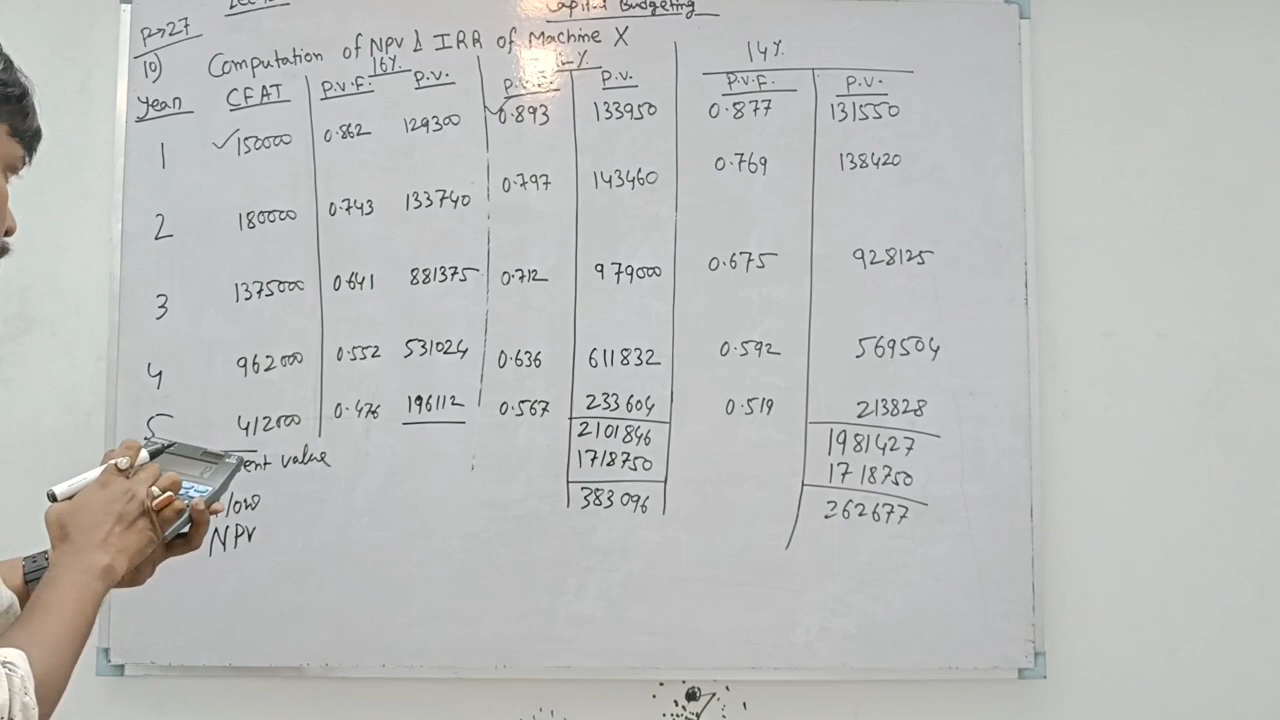 Capital Budgeting
P→27
10) Computation of NPV & IRR of Machine X
16% 14%
Year CFAT P.V.F. P.V. P.V. P.V.F. P.V.
1 150000 0.862 129300 0.893 133950 0.877 131550
2 180000 0.743 133740 0.797 143460 0.769 138420
3 1375000 0.641 881375 0.712 979000 0.675 928125
4 962000 0.552 531024 0.636 611832 0.592 569504
5 412000 0.476 196112 0.567 233604 0.519 213828
value 2101846 1981427
1718750 1718750
NPV 383096 262677